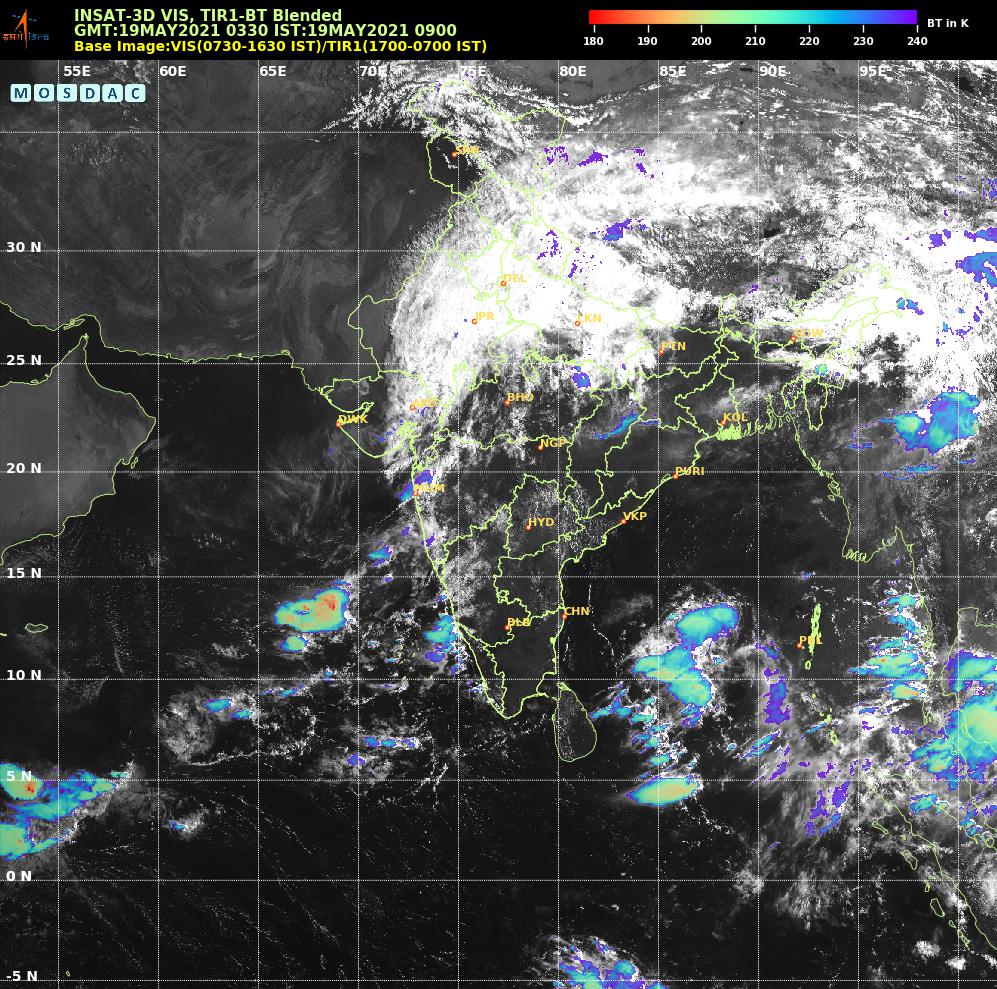 INSAT-3D VIS, TIR1-BT Blended
GMT:19MAY2021 0330 IST:19MAY2021 0900
Base Image:VIS(0730-1630 IST)/TIR1(1700-0700 IST)
BT in K
180 190 200 210 220 230 240
55E 60E 65E 70E 75E 80E 85E 90E 95E
MOSDAC
SRN
30 N
DEL
JPR
LKN
GUW
PTN
25 N
BHO
DWK
KOL
NGP
20 N
PURI
MUM
VKP
HYD
15 N
CHN
BLR
10 N
5 N
0 N
-5 N